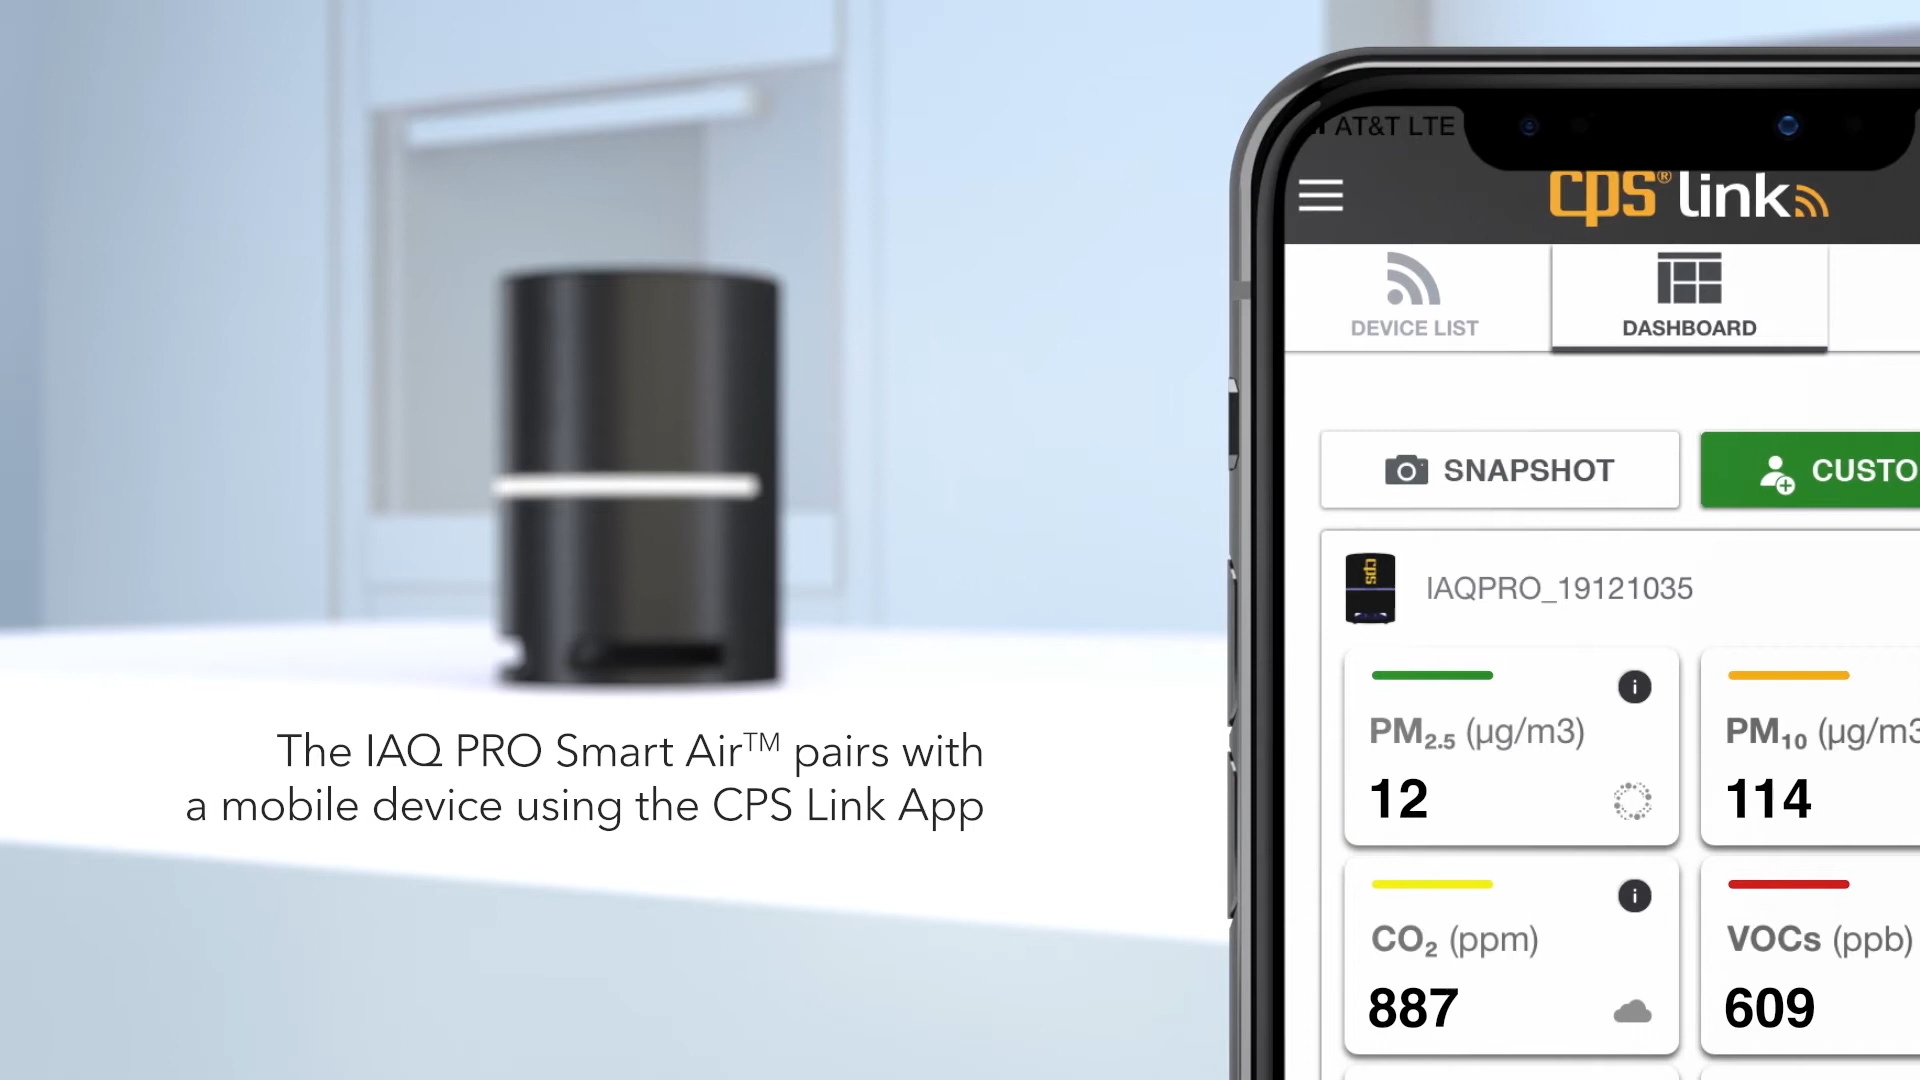 AT&T LTE
cps® link
DEVICE LIST
DASHBOARD
SNAPSHOT
CUSTO
cps
IAQPRO_19121035
PM2.5 (µg/m3)
12
PM10 (µg/m3
114
CO2 (ppm)
887
VOCs (ppb)
609
The IAQ PRO Smart Air™ pairs with
a mobile device using the CPS Link App